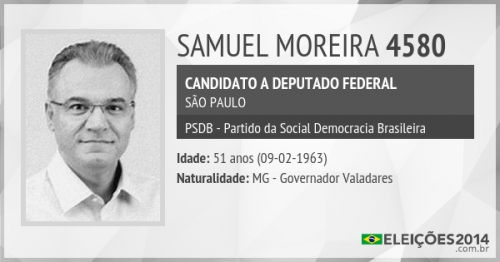 SAMUEL MOREIRA 4580
CANDIDATO A DEPUTADO FEDERAL
SÃO PAULO
PSDB - Partido da Social Democracia Brasileira
Idade: 51 anos (09-02-1963)
Naturalidade: MG - Governador Valadares
ELEIÇÕES2014
.com.br